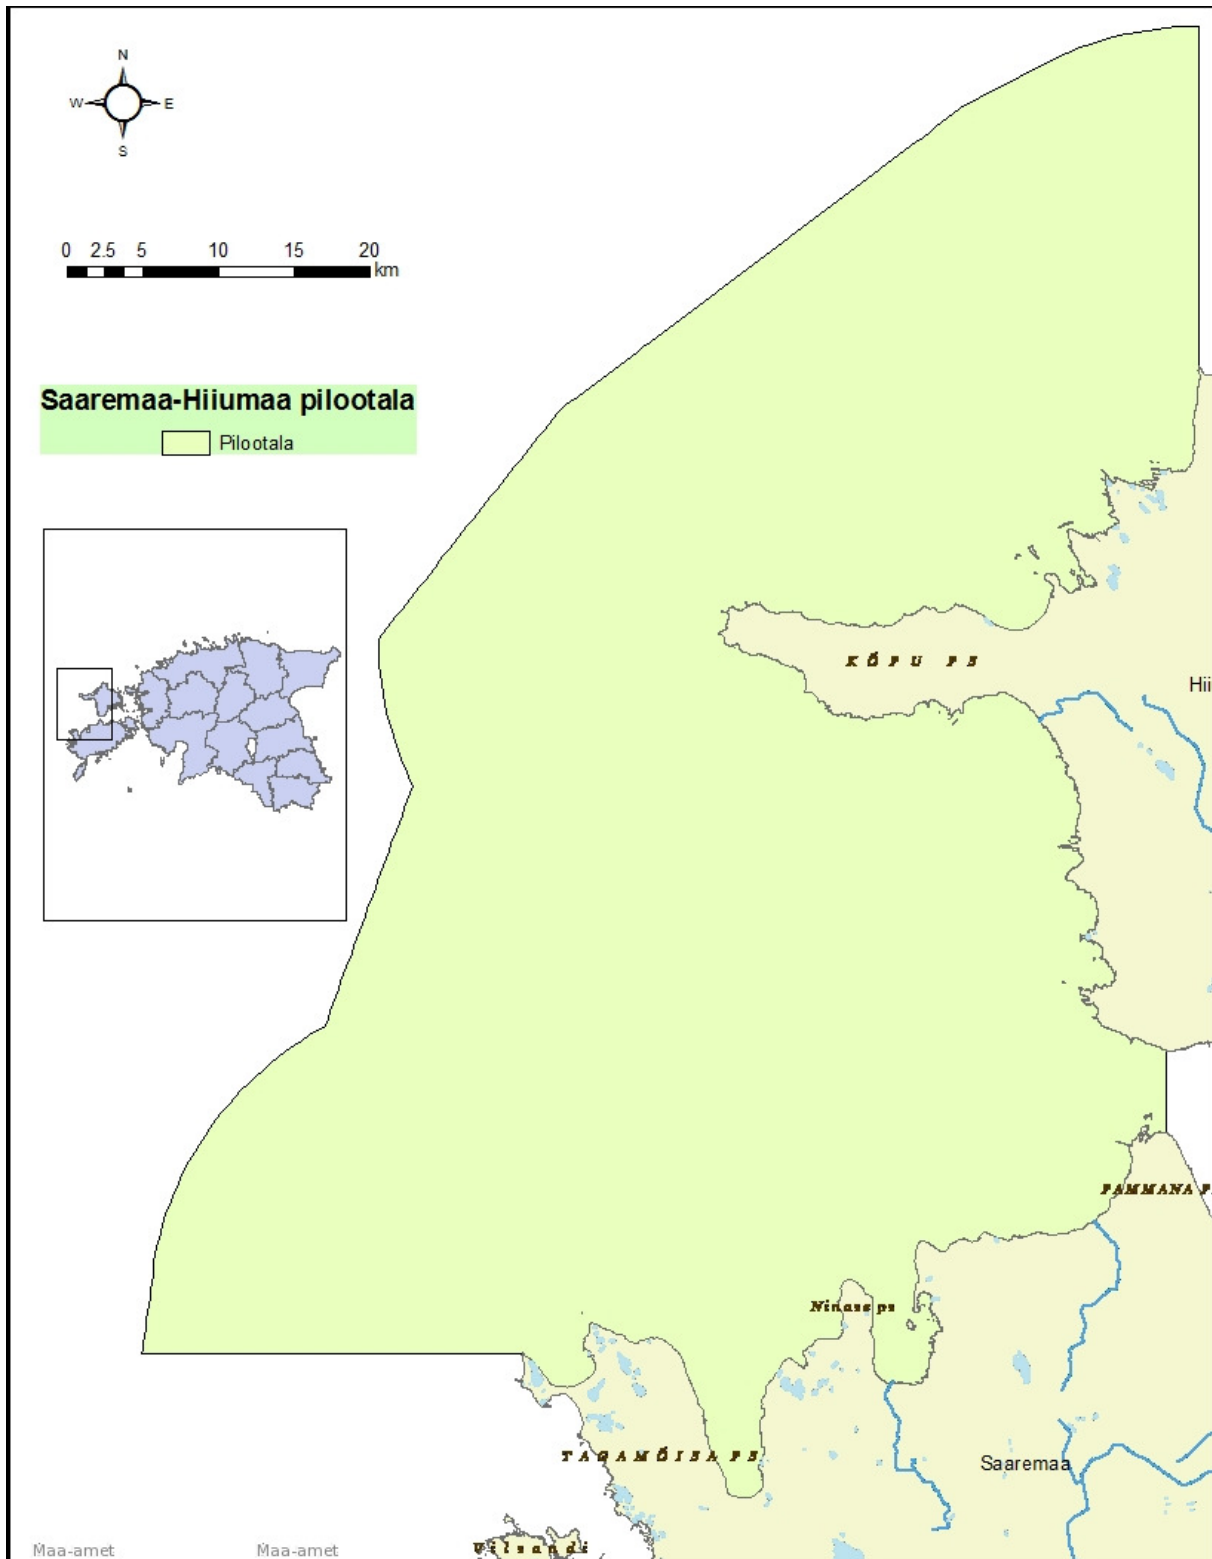 N
W E
S
0 2.5 5 10 15 20
km
Saaremaa-Hiiumaa pilootala
Pilootala
KÕPU PS
Hii
PAMMANA P
Ninase ps
TAGAMÕISA PS
Saaremaa
Vilsandi
Maa-amet Maa-amet